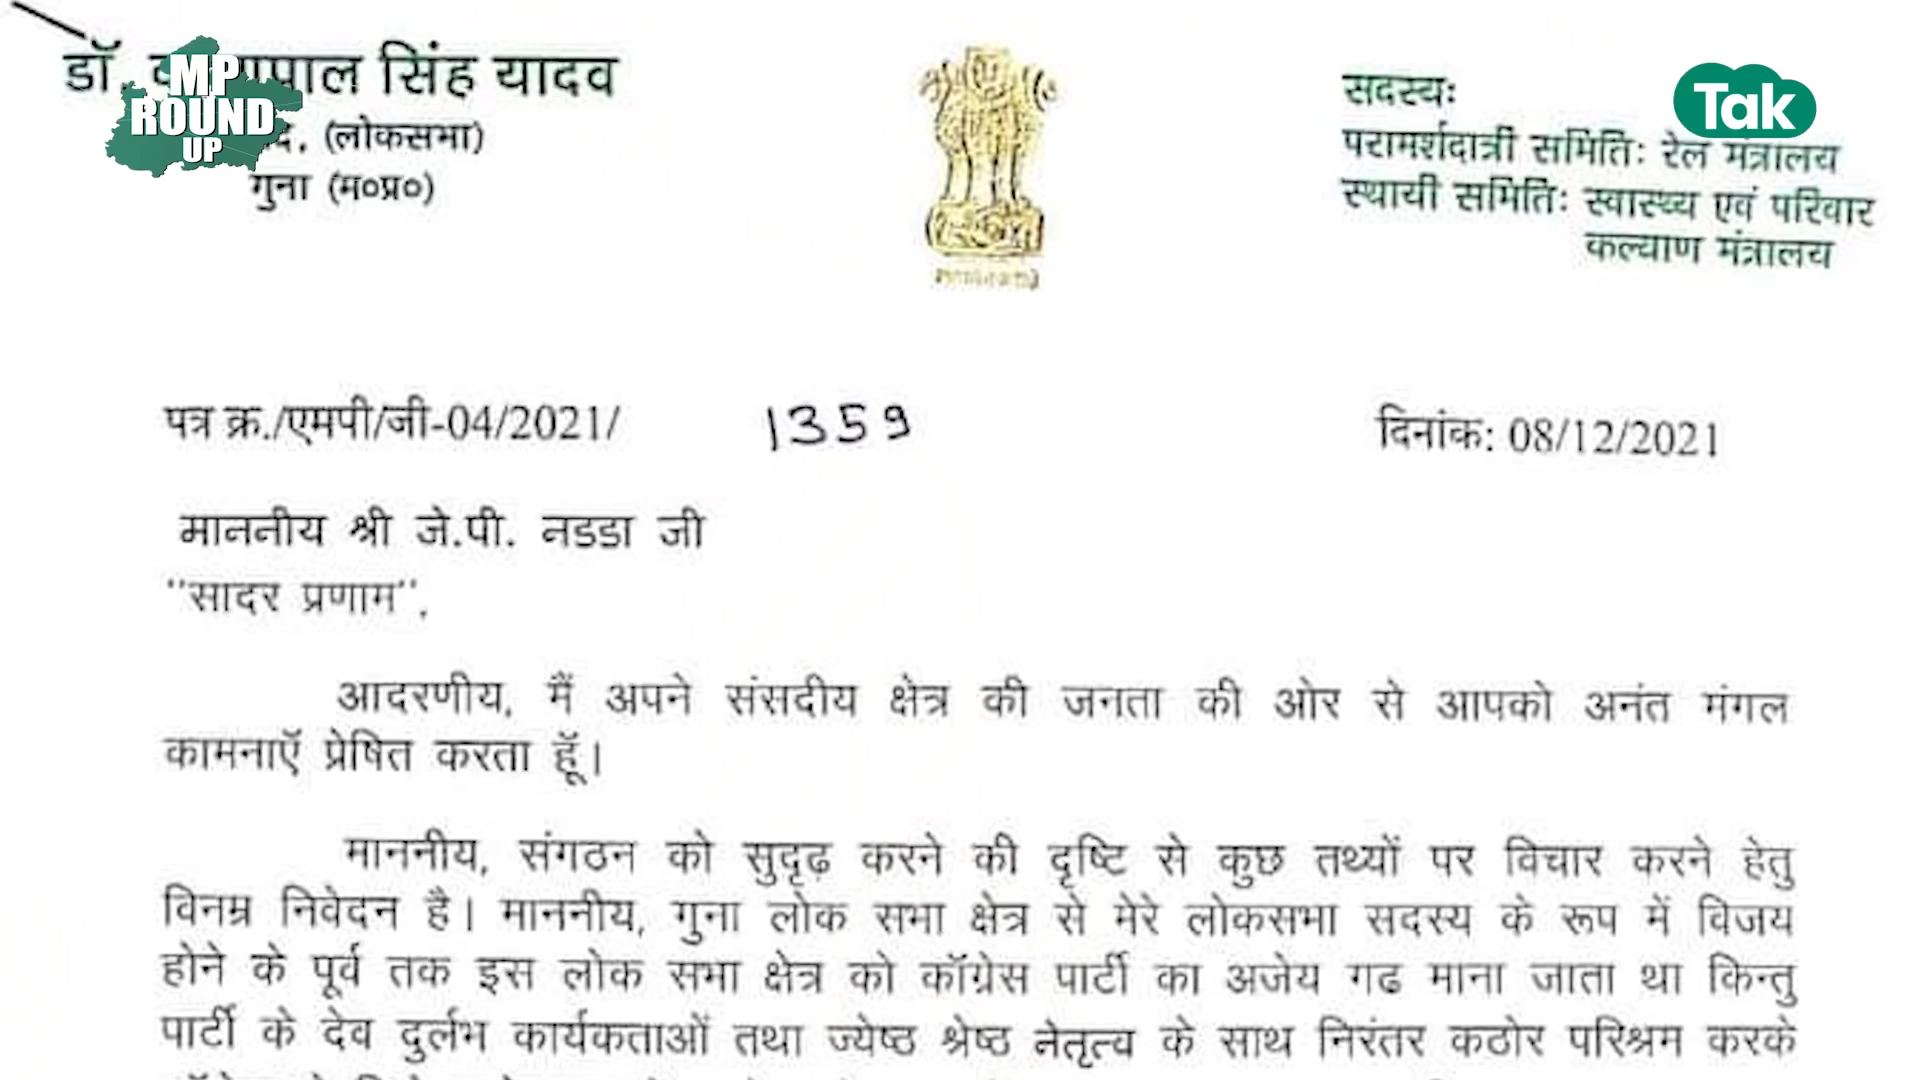 डॉ. सिंह यादव
(लोकसभा)
गुना (म०प्र०)
MP
ROUND
UP
सदस्यः
परामर्शदात्री समितिः रेल मंत्रालय
स्थायी समितिः स्वास्थ्य एवं परिवार
कल्याण मंत्रालय
Tak
पत्र क्र./एमपी/जी-04/2021/ 1359
दिनांक: 08/12/2021
माननीय श्री जे.पी. नडडा जी
''सादर प्रणाम'',
आदरणीय, मैं अपने संसदीय क्षेत्र की जनता की ओर से आपको अनंत मंगल
कामनाऍ प्रेषित करता हूॅ।
माननीय, संगठन को सुदृढ़ करने की दृष्टि से कुछ तथ्यों पर विचार करने हेतु
विनम्र निवेदन है। माननीय, गुना लोक सभा क्षेत्र से मेरे लोकसभा सदस्य के रूप में विजय
होने के पूर्व तक इस लोक सभा क्षेत्र को कॉग्रेस पार्टी का अजेय गढ माना जाता था किन्तु
पार्टी के देव दुर्लभ कार्यकताओं तथा ज्येष्ठ श्रेष्ठ नेतृत्व के साथ निरंतर कठोर परिश्रम करके